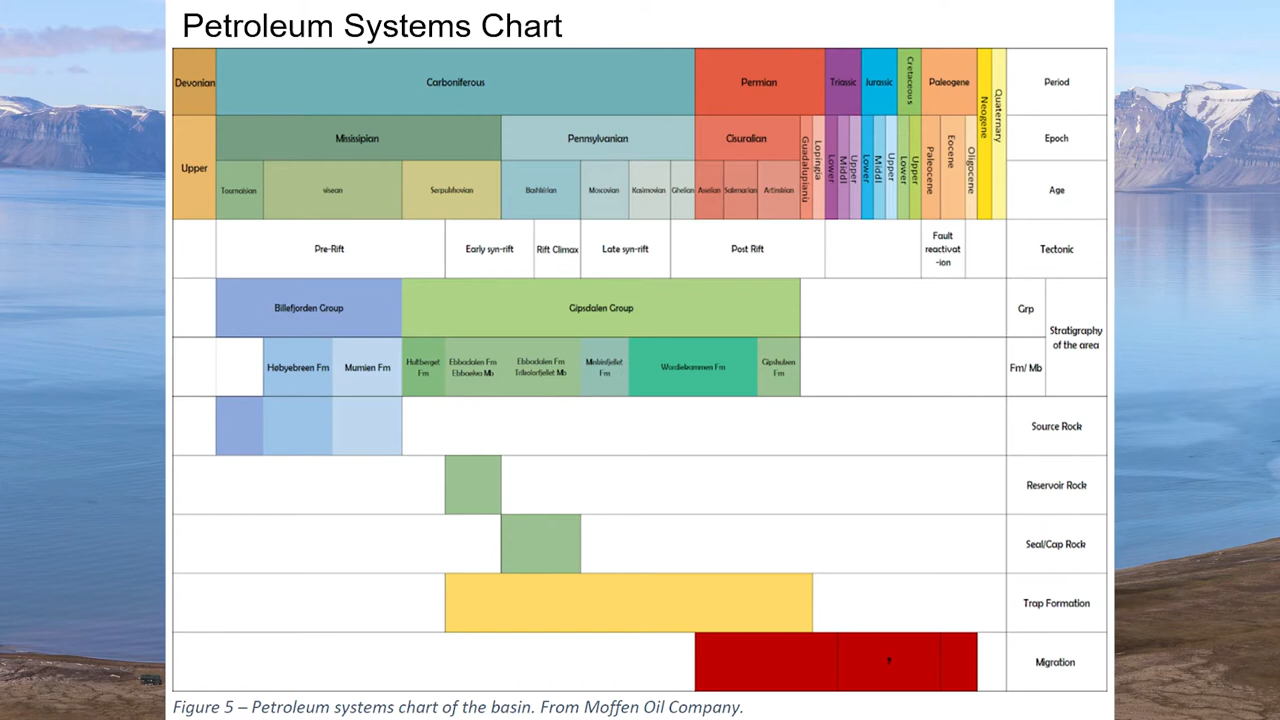 Petroleum Systems Chart
Devonian
Carboniferous
Permian
Triassic
Jurassic
Cretaceous
Paleogene
Neogene
Quaternary
Period
Upper
Missisipian
Pennsylvanian
Cisuralian
Guadalupianü
Lopingia
Lower
Middl
Upper
Lower
Middl
Upper
Lower
Upper
Paleocene
Eocene
Oligocene
Epoch
Tournaisian
visean
Serpukhovian
Bashkirian
Moscovian
Kasimovian
Ghelian
Asselian
Sakmarian
Artinskian
Age
Pre-Rift
Early syn-rift
Rift Climax
Late syn-rift
Post Rift
Fault
reactivat
-ion
Tectonic
Billefjorden Group
Gipsdalen Group
Grp
Stratigraphy
of the area
Høbyebreen Fm
Mumien Fm
Hultberget
Fm
Ebbadalen Fm
Ebbaelva Mb
Ebbadalen Fm
Trikolorfjellet Mb
Minkinfjellet
Fm
Wordiekammen Fm
Gipshuken
Fm
Fm/ Mb
Source Rock
Reservoir Rock
Seal/Cap Rock
Trap Formation
?
Migration
Figure 5 – Petroleum systems chart of the basin. From Moffen Oil Company.